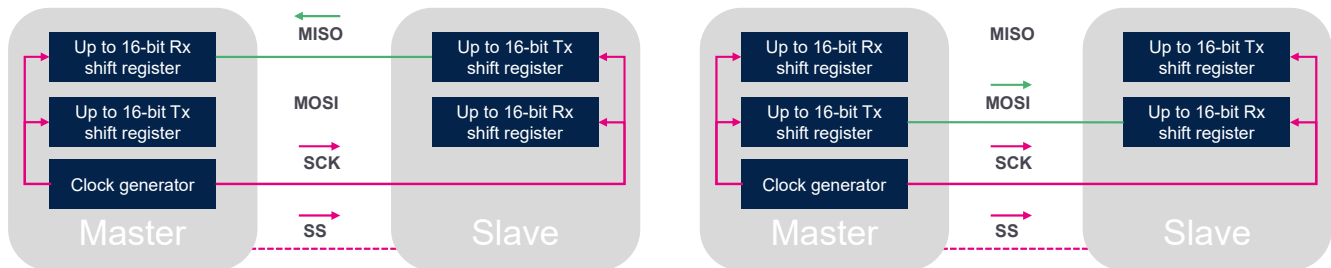 MISO
Up to 16-bit Rx
shift register
Up to 16-bit Tx
shift register
MOSI
Up to 16-bit Tx
shift register
Up to 16-bit Rx
shift register
SCK
Clock generator
Master
SS
Slave
MISO
Up to 16-bit Rx
shift register
Up to 16-bit Tx
shift register
MOSI
Up to 16-bit Tx
shift register
Up to 16-bit Rx
shift register
SCK
Clock generator
Master
SS
Slave